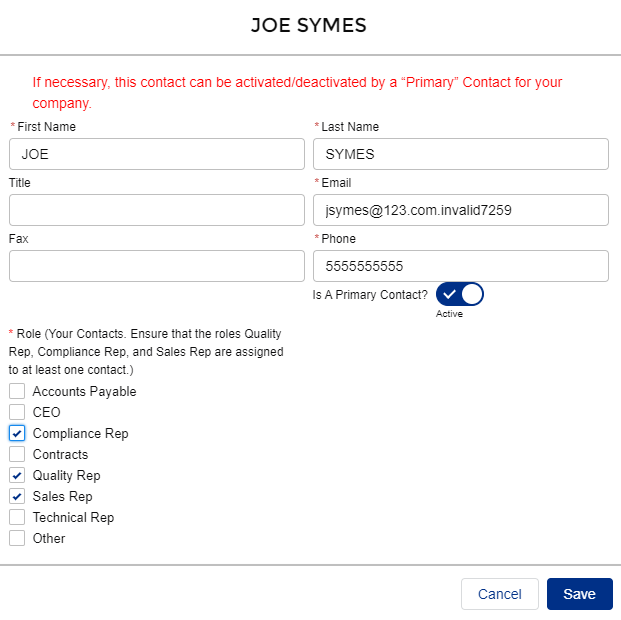 JOE SYMES
If necessary, this contact can be activated/deactivated by a “Primary” Contact for your
company.
* First Name
* Last Name
JOE
SYMES
Title
* Email
jsymes@123.com.invalid7259
Fax
* Phone
5555555555
Is A Primary Contact?
Active
* Role (Your Contacts. Ensure that the roles Quality
Rep, Compliance Rep, and Sales Rep are assigned
to at least one contact.)
Accounts Payable
CEO
Compliance Rep
Contracts
Quality Rep
Sales Rep
Technical Rep
Other
Cancel
Save